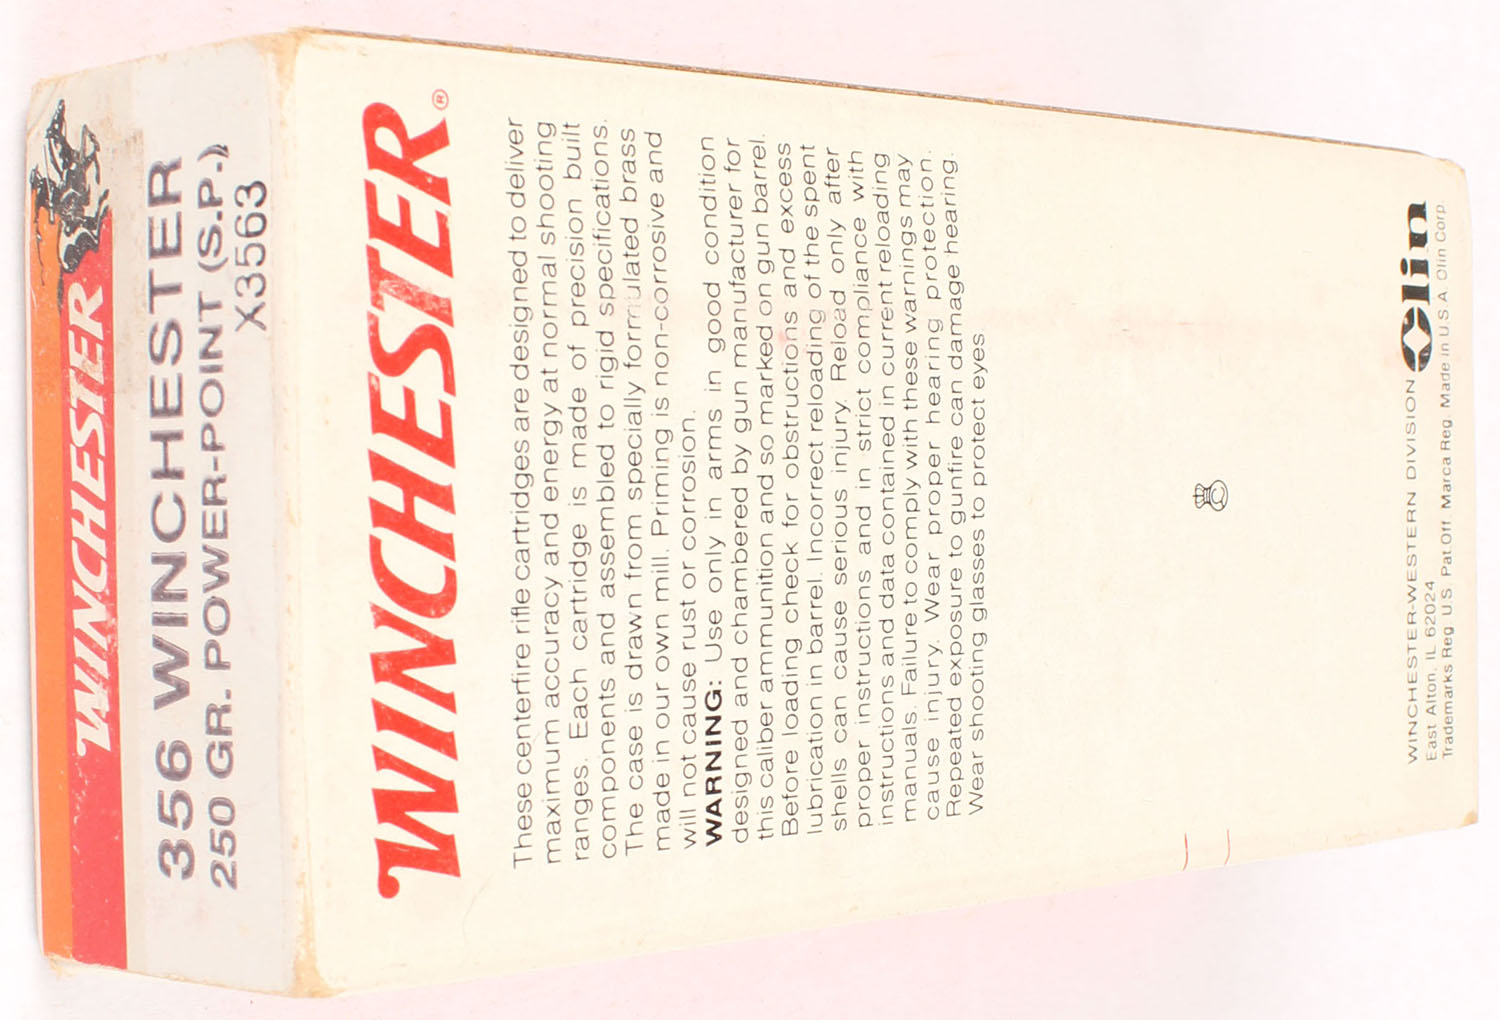 WINCHESTER
356 WINCHESTER
250 GR. POWER-POINT (S.P.)
X3563
WINCHESTER®
These centerfire rifle cartridges are designed to deliver
maximum accuracy and energy at normal shooting
ranges. Each cartridge is made of precision built
components and assembled to rigid specifications.
The case is drawn from specially formulated brass
made in our own mill. Priming is non-corrosive and
will not cause rust or corrosion.
WARNING: Use only in arms in good condition
designed and chambered by gun manufacturer for
this caliber ammunition and so marked on gun barrel.
Before loading check for obstructions and excess
lubrication in barrel. Incorrect reloading of the spent
shells can cause serious injury. Reload only after
proper instructions and in strict compliance with
instructions and data contained in current reloading
manuals. Failure to comply with these warnings may
cause injury. Wear proper hearing protection.
Repeated exposure to gunfire can damage hearing.
Wear shooting glasses to protect eyes
C
WINCHESTER-WESTERN DIVISION Olin
East Alton, IL 62024
Trademarks Reg. U.S. Pat. Off. Marca Reg. Made in U.S.A. Olin Corp.